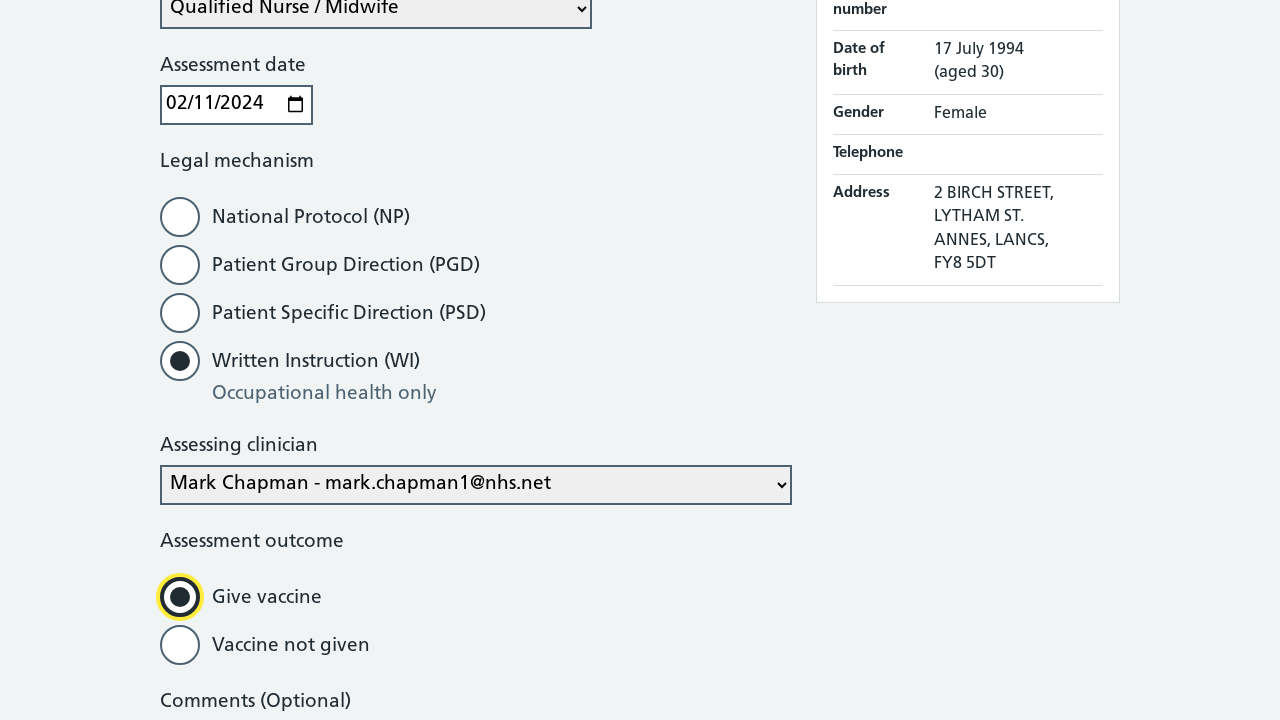 Qualified Nurse / Midwife
Assessment date
02/11/2024
Legal mechanism
National Protocol (NP)
Patient Group Direction (PGD)
Patient Specific Direction (PSD)
Written Instruction (WI)
Occupational health only
Assessing clinician
Mark Chapman - mark.chapman1@nhs.net
Assessment outcome
Give vaccine
Vaccine not given
Comments (Optional)
number
Date of birth
17 July 1994
(aged 30)
Gender
Female
Telephone
Address
2 BIRCH STREET,
LYTHAM ST.
ANNES, LANCS,
FY8 5DT